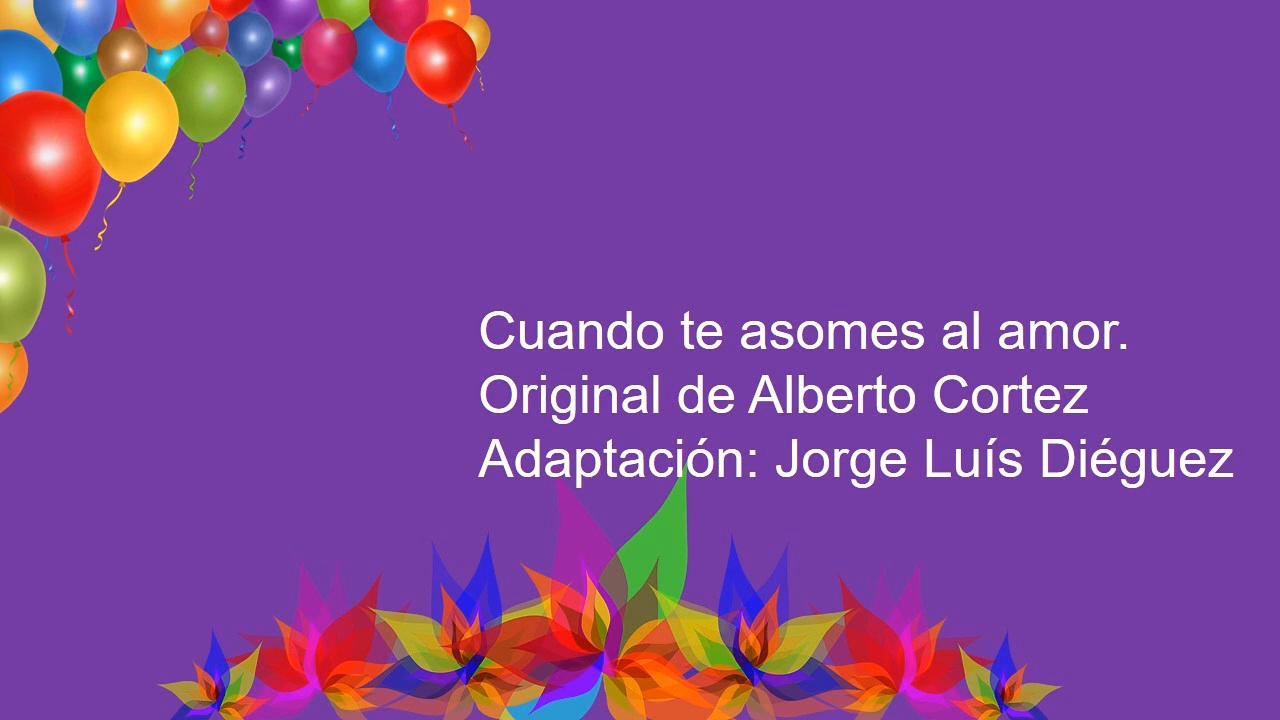 Cuando te asomes al amor.
Original de Alberto Cortez
Adaptación: Jorge Luís Diéguez